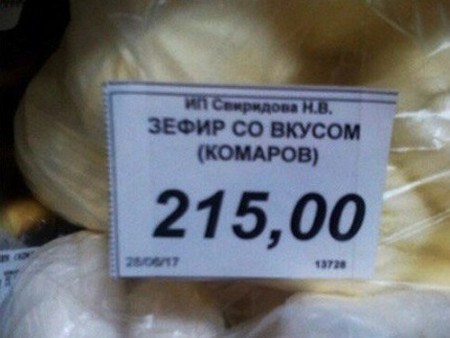 ИП Свиридова Н.В.
ЗЕФИР СО ВКУСОМ
(КОМАРОВ)
215,00
28/06/17 13728